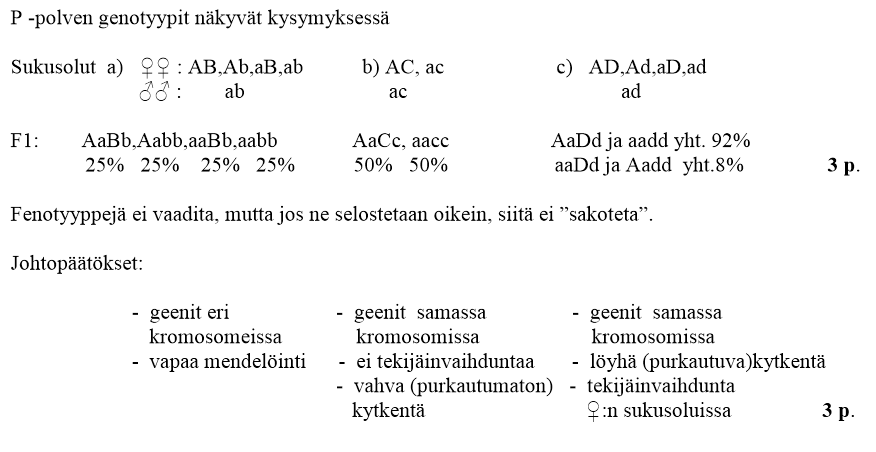 P -polven genotyypit näkyvät kysymyksessä
Sukusolut a) ♀♀ : AB,Ab,aB,ab b) AC, ac c) AD,Ad,aD,ad
♂♂ : ab ac ad
F1: AaBb,Aabb,aaBb,aabb AaCc, aacc AaDd ja aadd yht. 92%
25% 25% 25% 25% 50% 50% aaDd ja Aadd yht.8% 3 p.
Fenotyyppejä ei vaadita, mutta jos ne selostetaan oikein, siitä ei ”sakoteta”.
Johtopäätökset:
- geenit eri - geenit samassa - geenit samassa
kromosomeissa kromosomissa kromosomissa
- vapaa mendelöinti - ei tekijäinvaihduntaa - löyhä (purkautuva)kytkentä
- vahva (purkautumaton) - tekijäinvaihdunta
kytkentä ♀:n sukusoluissa 3 p.